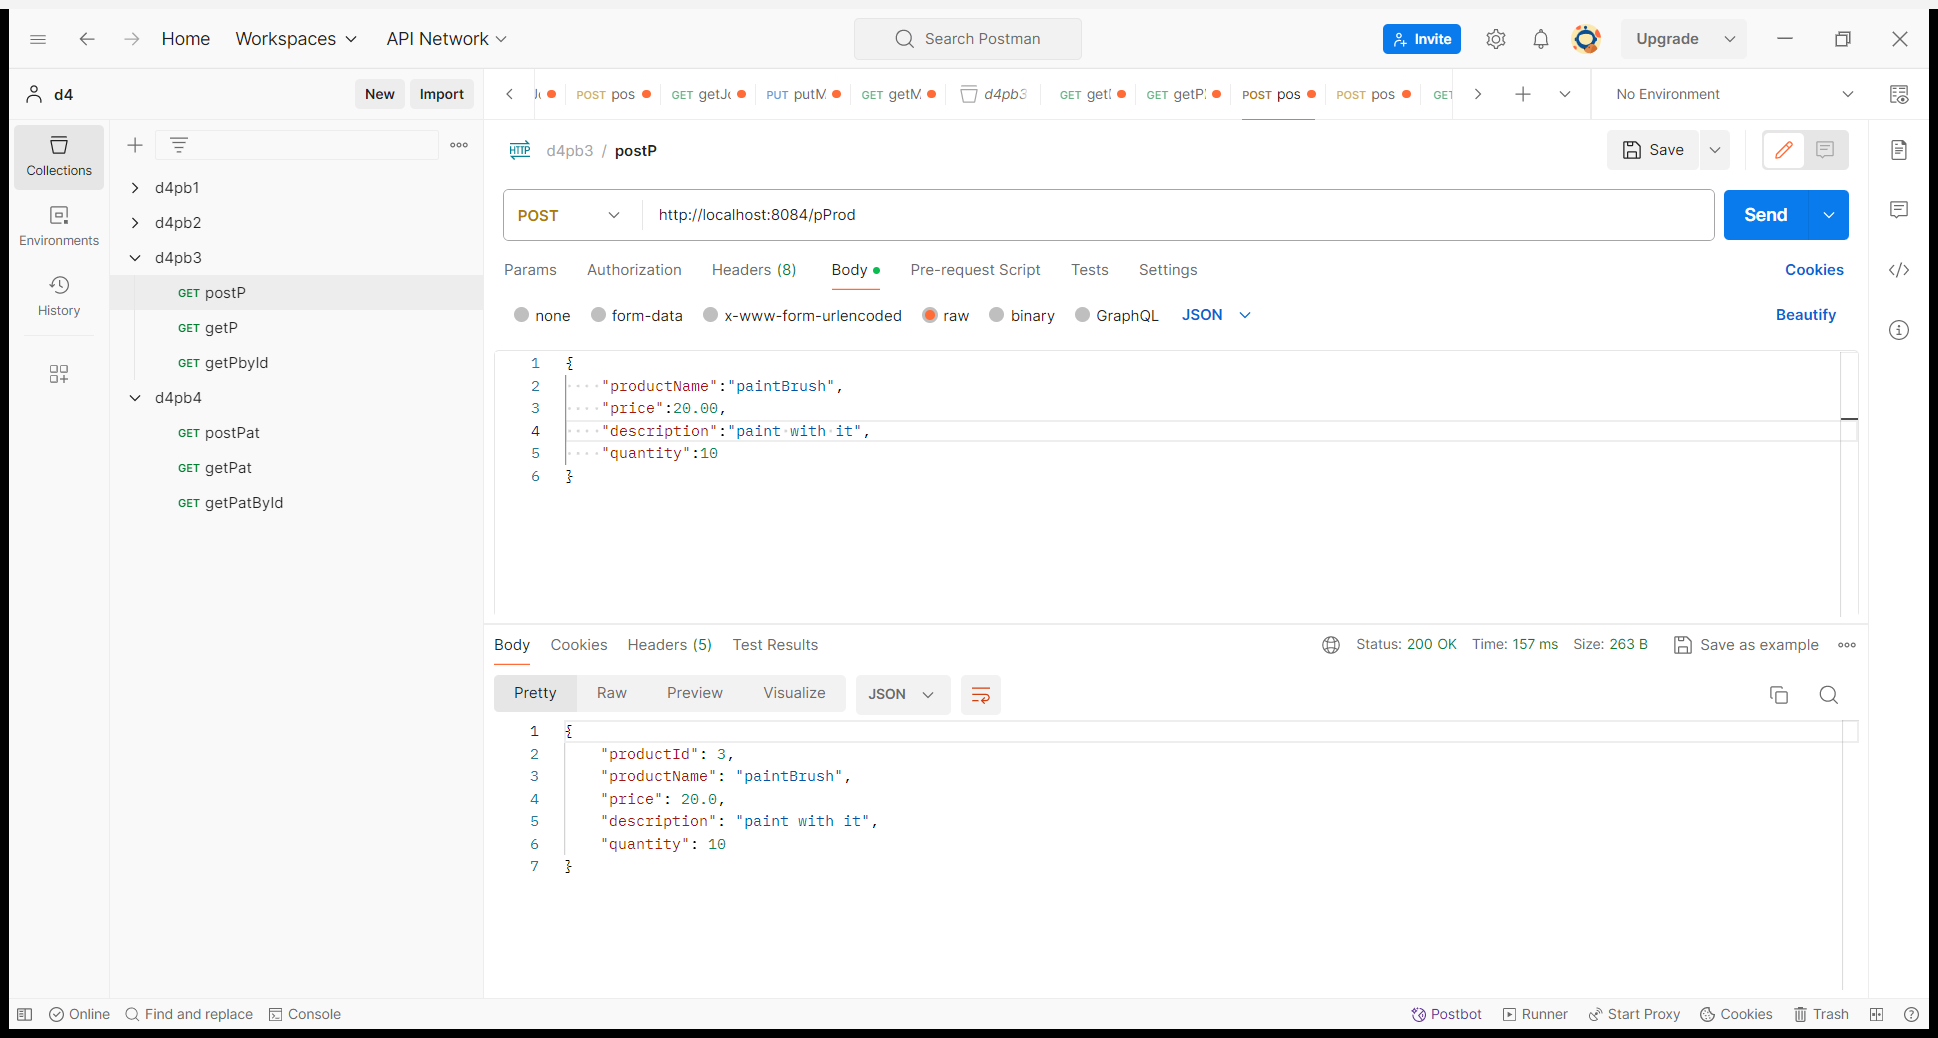 Home Workspaces API Network Search Postman Invite Upgrade
d4 New Import POST pos GET getJ PUT putM GET getM d4pb3 GET get GET getP POST pos POST pos GET No Environment
Collections
Environments
History
d4pb1
d4pb2
d4pb3
GET postP
GET getP
GET getPbyId
d4pb4
GET postPat
GET getPat
GET getPatById
HTTP d4pb3 / postP Save
POST http://localhost:8084/pProd Send
Params Authorization Headers (8) Body Pre-request Script Tests Settings Cookies
none form-data x-www-form-urlencoded raw binary GraphQL JSON Beautify
1 {
2 "productName":"paintBrush",
3 "price":20.00,
4 "description":"paint with it",
5 "quantity":10
6 }
Body Cookies Headers (5) Test Results Status: 200 OK Time: 157 ms Size: 263 B Save as example
Pretty Raw Preview Visualize JSON
1 {
2 "productId": 3,
3 "productName": "paintBrush",
4 "price": 20.0,
5 "description": "paint with it",
6 "quantity": 10
7 }
Online Find and replace Console Postbot Runner Start Proxy Cookies Trash